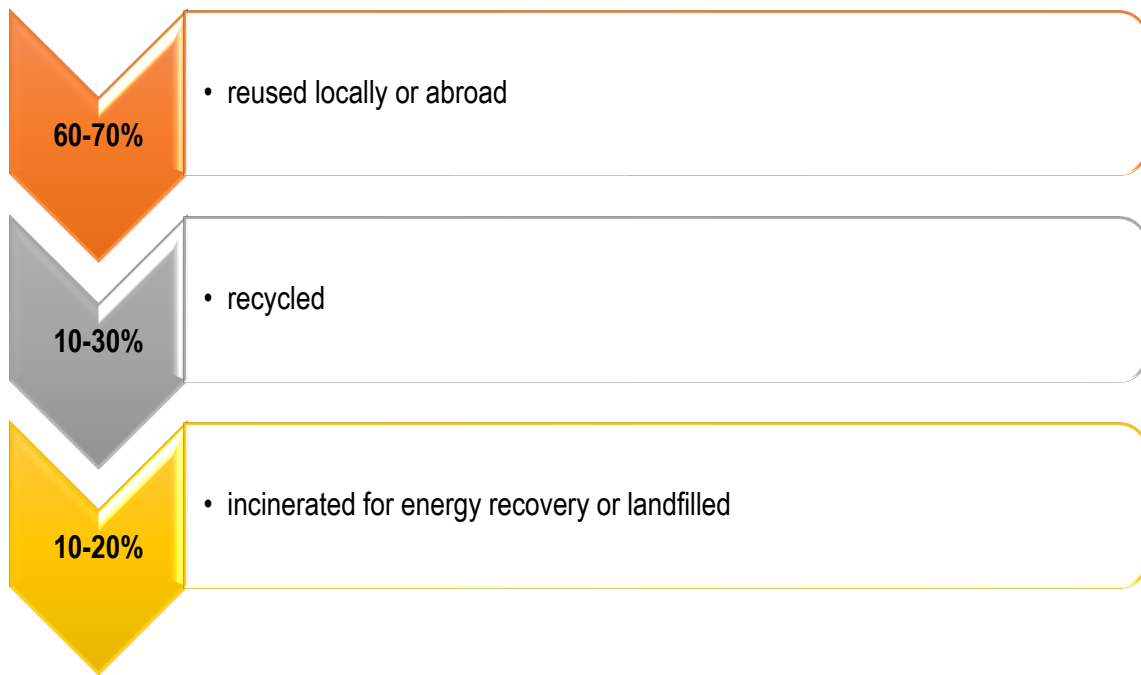 60-70%
• reused locally or abroad
10-30%
• recycled
10-20%
• incinerated for energy recovery or landfilled